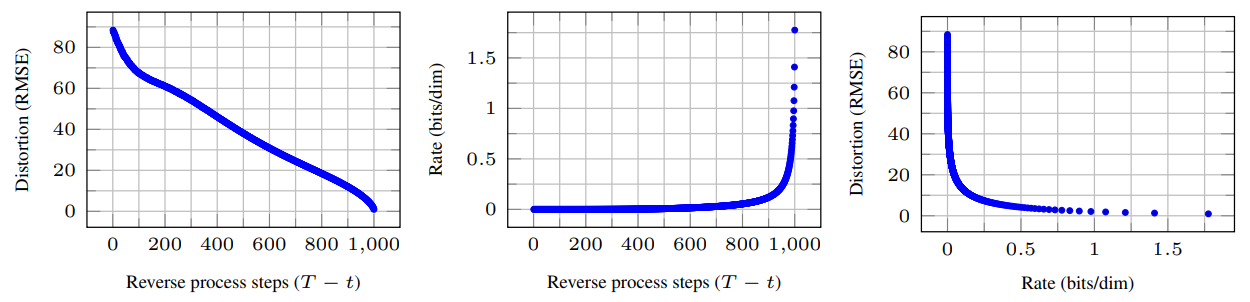 Distortion (RMSE)
80
60
40
20
0
0 200 400 600 800 1,000
Reverse process steps (T − t)
Rate (bits/dim)
1.5
1
0.5
0
0 200 400 600 800 1,000
Reverse process steps (T − t)
Distortion (RMSE)
80
60
40
20
0
0 0.5 1 1.5
Rate (bits/dim)